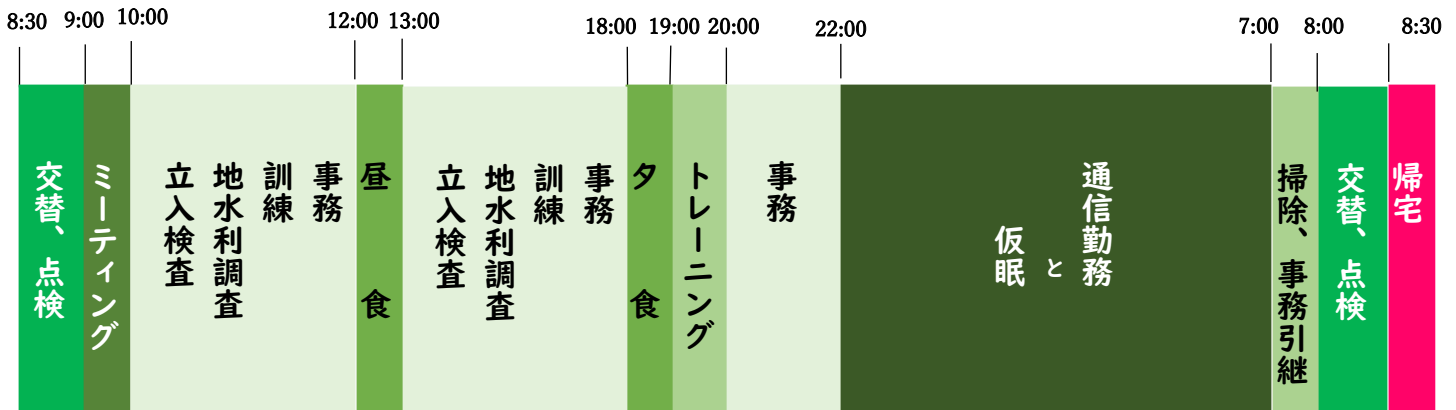 8:30 9:00 10:00 12:00 13:00 18:00 19:00 20:00 22:00 7:00 8:00 8:30
交替、点検
ミーティング
事務
訓練
地水利調査
立入検査
昼食
事務
訓練
地水利調査
立入検査
夕食
トレーニング
事務
通信勤務
と
仮眠
掃除、事務引継
交替、点検
帰宅